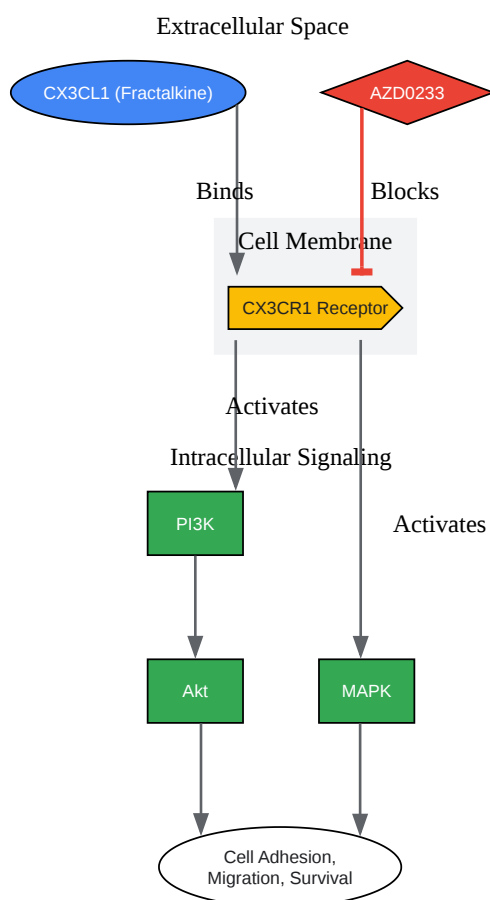 Extracellular Space
CX3CL1 (Fractalkine)
AZD0233
Binds
Blocks
Cell Membrane
CX3CR1 Receptor
Activates
Intracellular Signaling
PI3K
Activates
Akt
MAPK
Cell Adhesion,
Migration, Survival